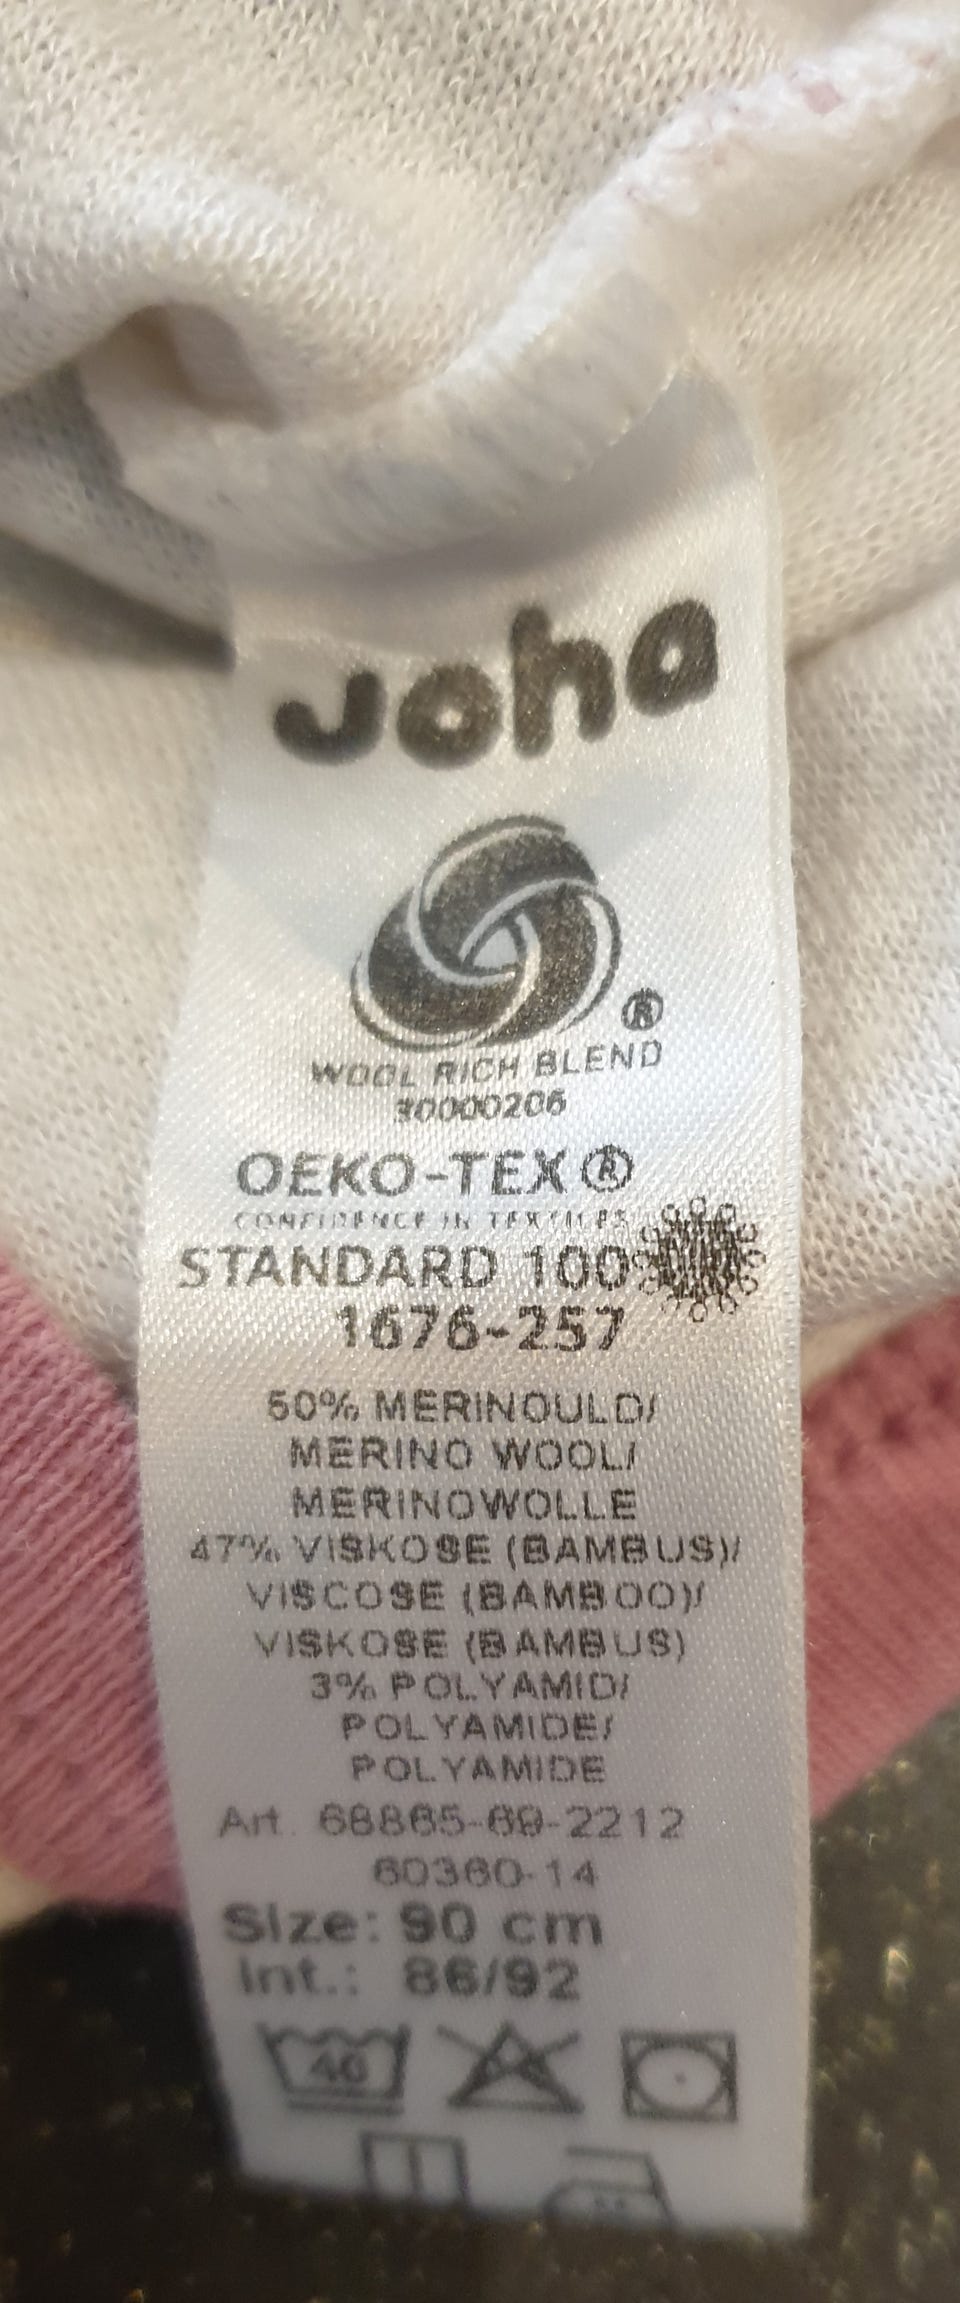 Joha
®
WOOL RICH BLEND
30000206
OEKO-TEX®
CONFIDENCE IN TEXTILES
STANDARD 100
1676-257
50% MERINOULD/
MERINO WOOL/
MERINOWOLLE
47% VISKOSE (BAMBUS)/
VISCOSE (BAMBOO)/
VISKOSE (BAMBUS)
3% POLYAMID/
POLYAMIDE/
POLYAMIDE
Art. 68865-69-2212
60360-14
Size: 90 cm
Int.: 86/92
40